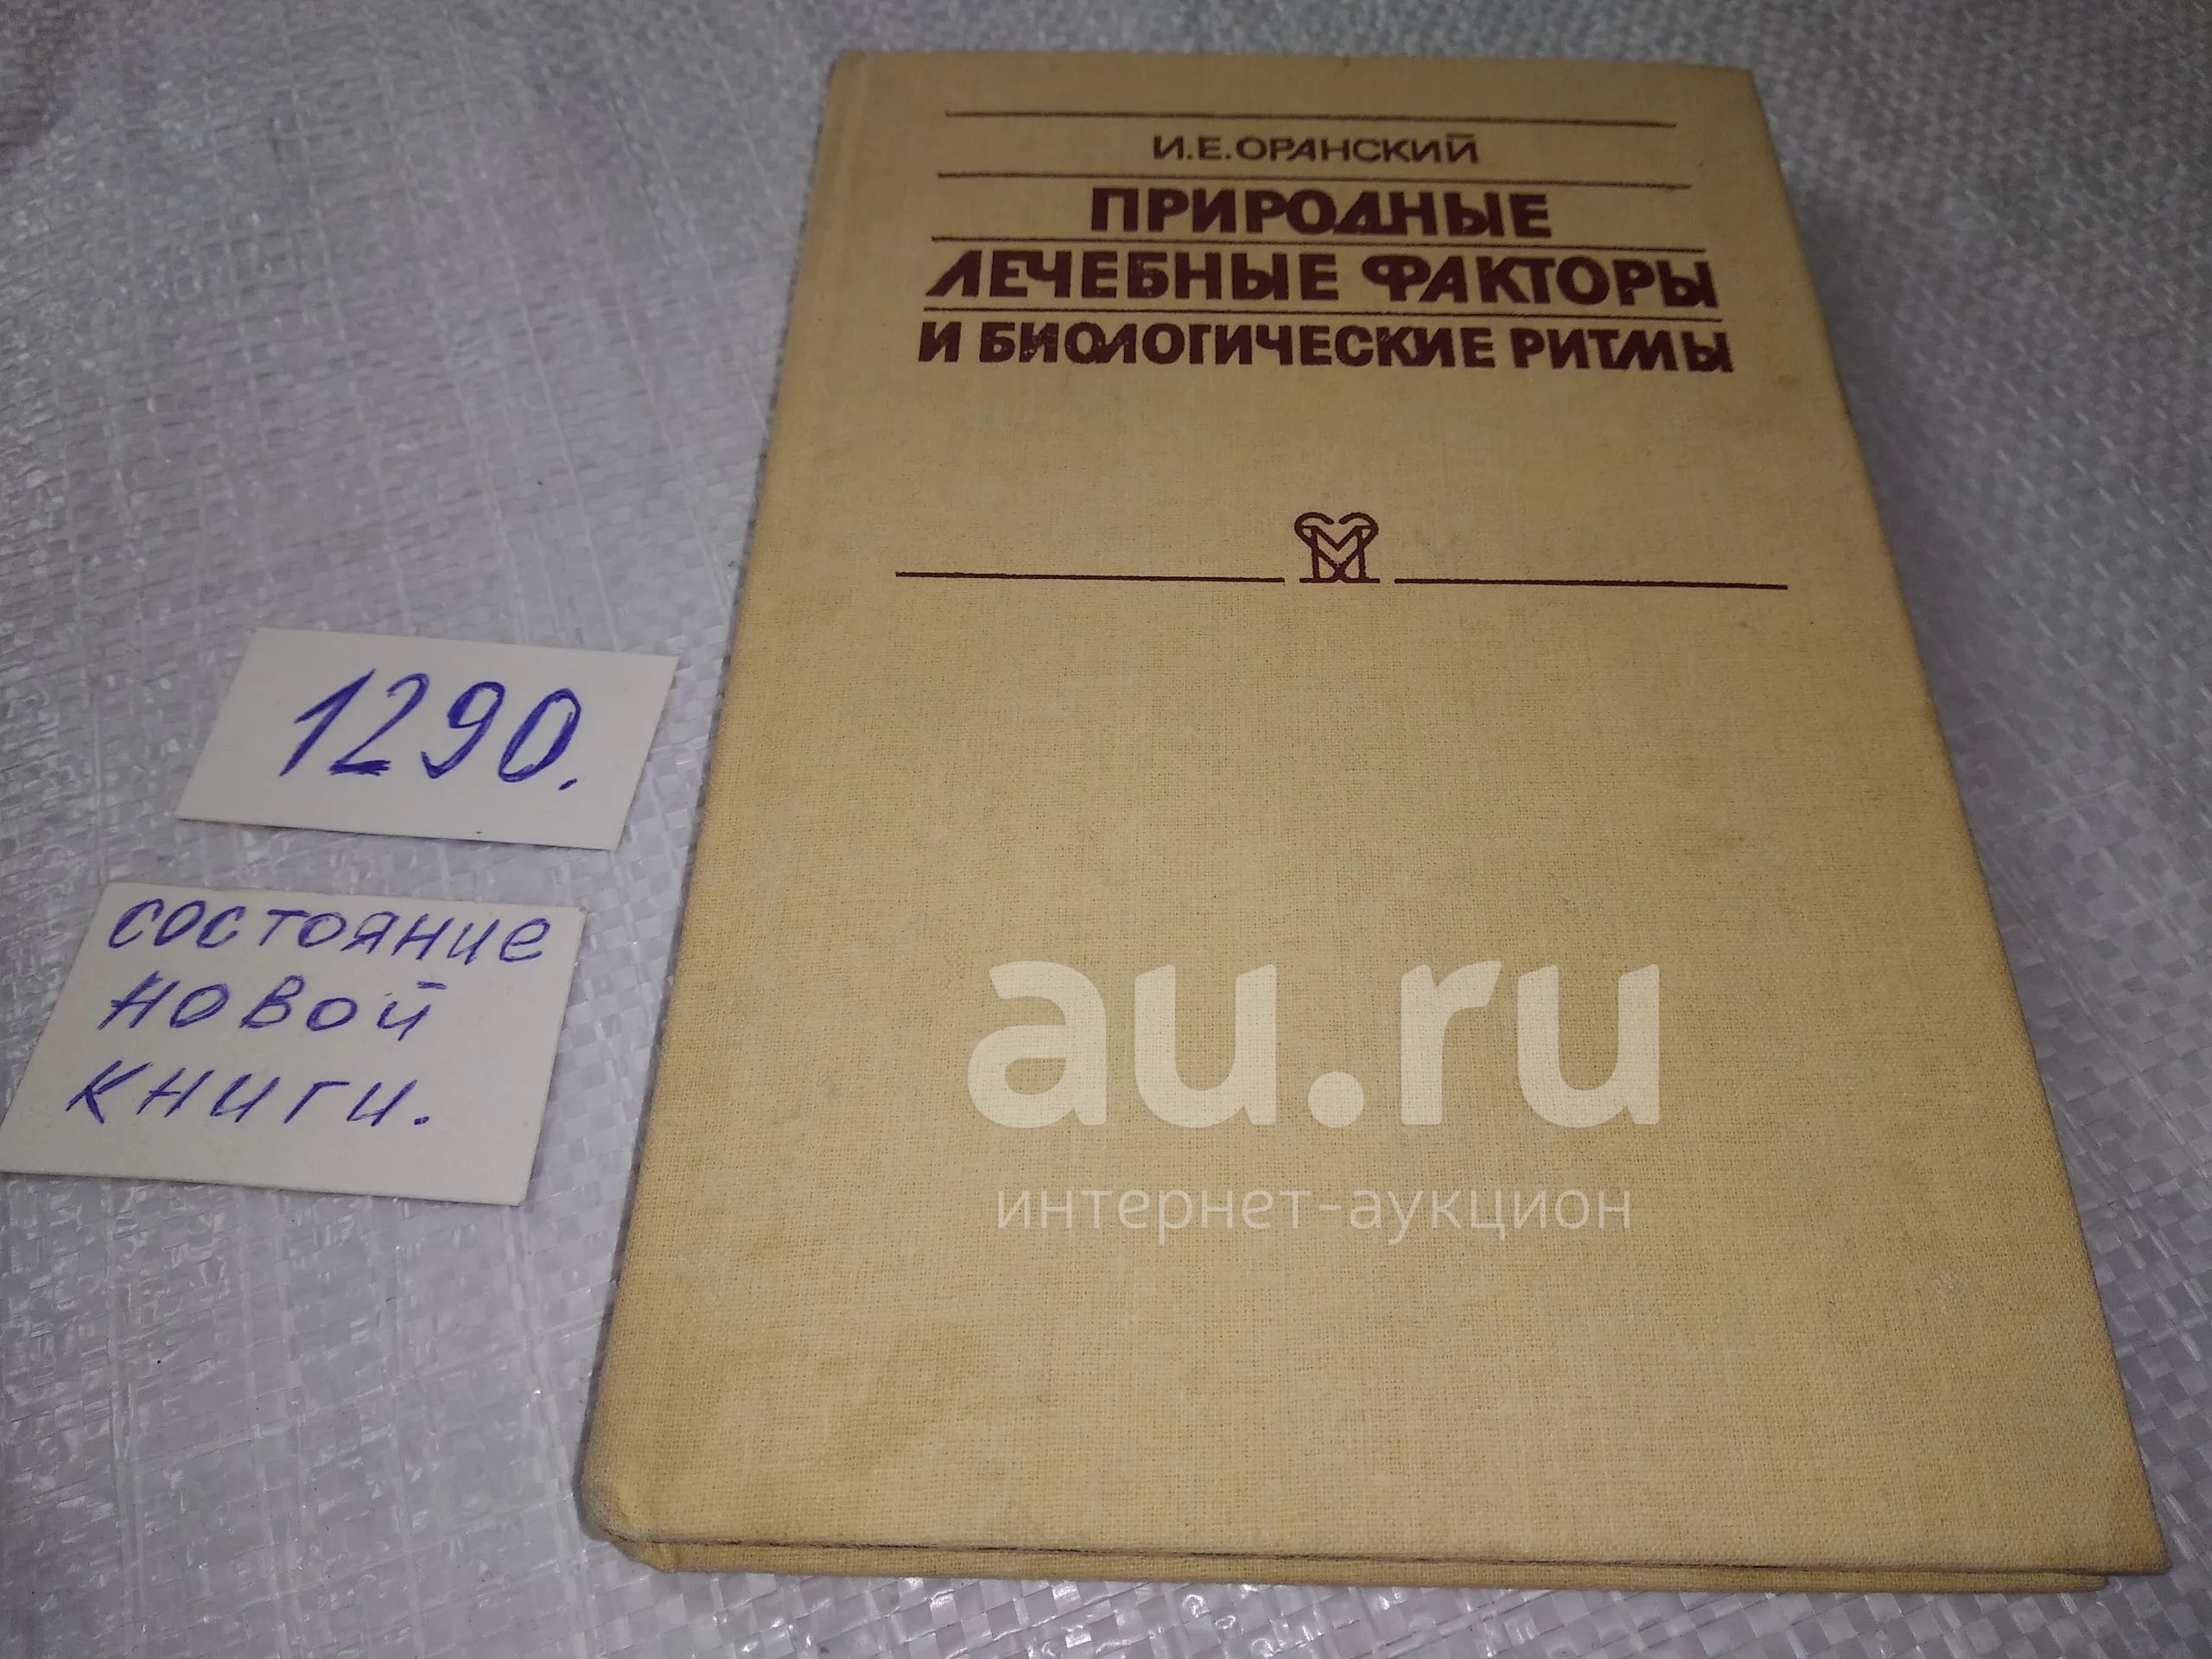 И.Е.ОРАНСКИЙ
ПРИРОДНЫЕ
ЛЕЧЕБНЫЕ ФАКТОРЫ
И БИОЛОГИЧЕСКИЕ РИТМЫ
М
1290.
состояние
новой
книги.
au.ru
интернет-аукцион